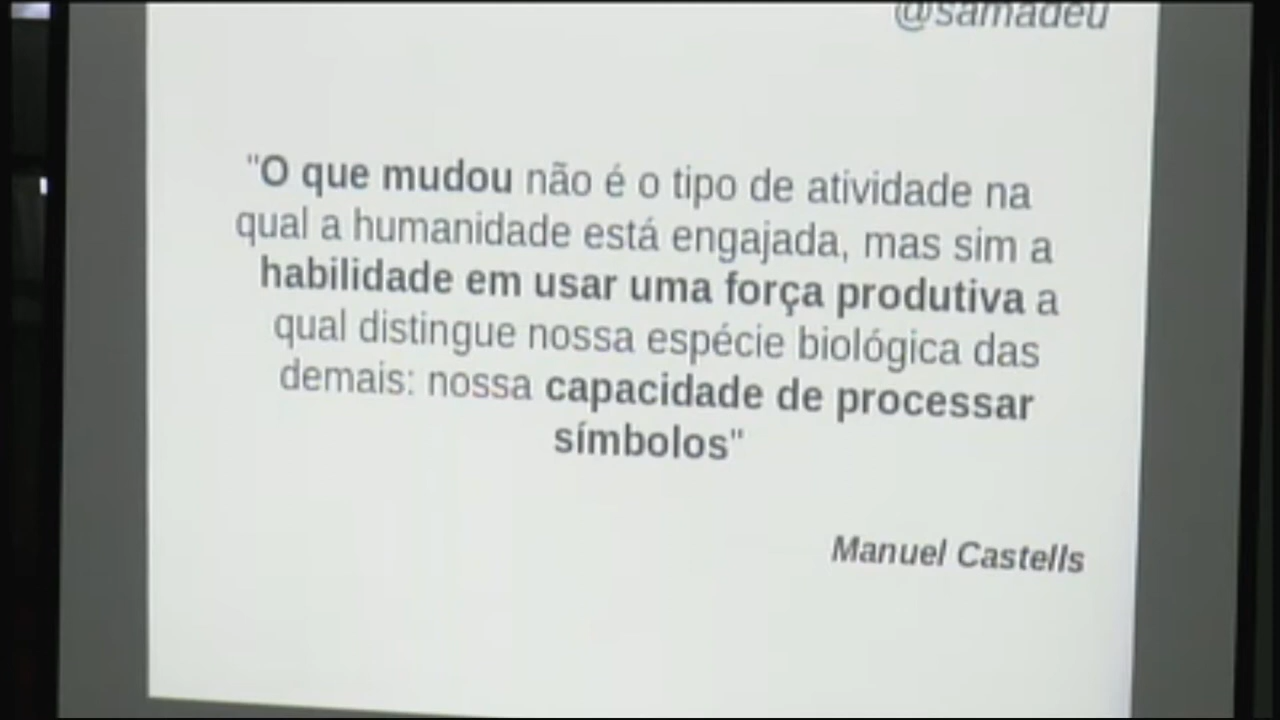 @samadeu
"O que mudou não é o tipo de atividade na
qual a humanidade está engajada, mas sim a
habilidade em usar uma força produtiva a
qual distingue nossa espécie biológica das
demais: nossa capacidade de processar
símbolos"
Manuel Castells